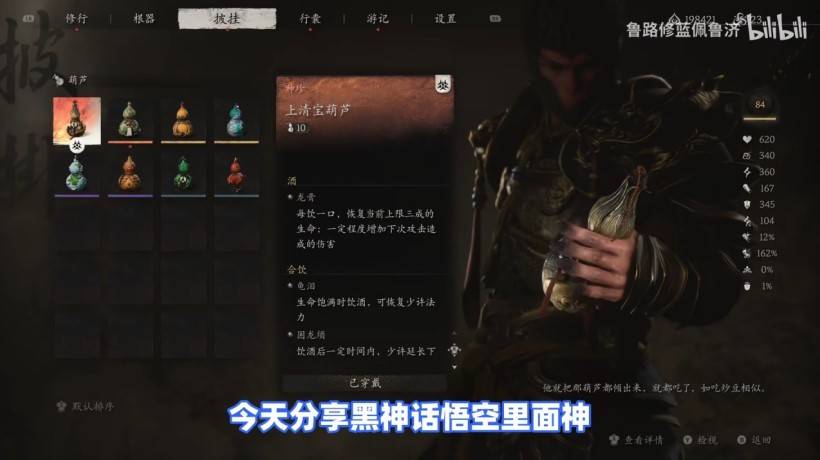 修行
根器
披挂
行囊
游记
设置
198421
鲁路修蓝佩鲁济 bilibili
披挂
葫芦
神珍
上清宝葫芦
10
酒
龙膏
每饮一口，恢复当前上限三成的
生命；一定程度增加下次攻击造
成的伤害
合饮
龟泪
生命饱满时饮酒，可恢复少许法
力
困龙须
饮酒后一定时间内，少许延长下
已穿戴
84
620
340
360
167
345
104
12%
162%
0%
1%
他就把那葫芦都倾出来，就都吃了，如吃炒豆相似。
默认排序
今天分享黑神话悟空里面神
查看详情
Y 检视
B 返回